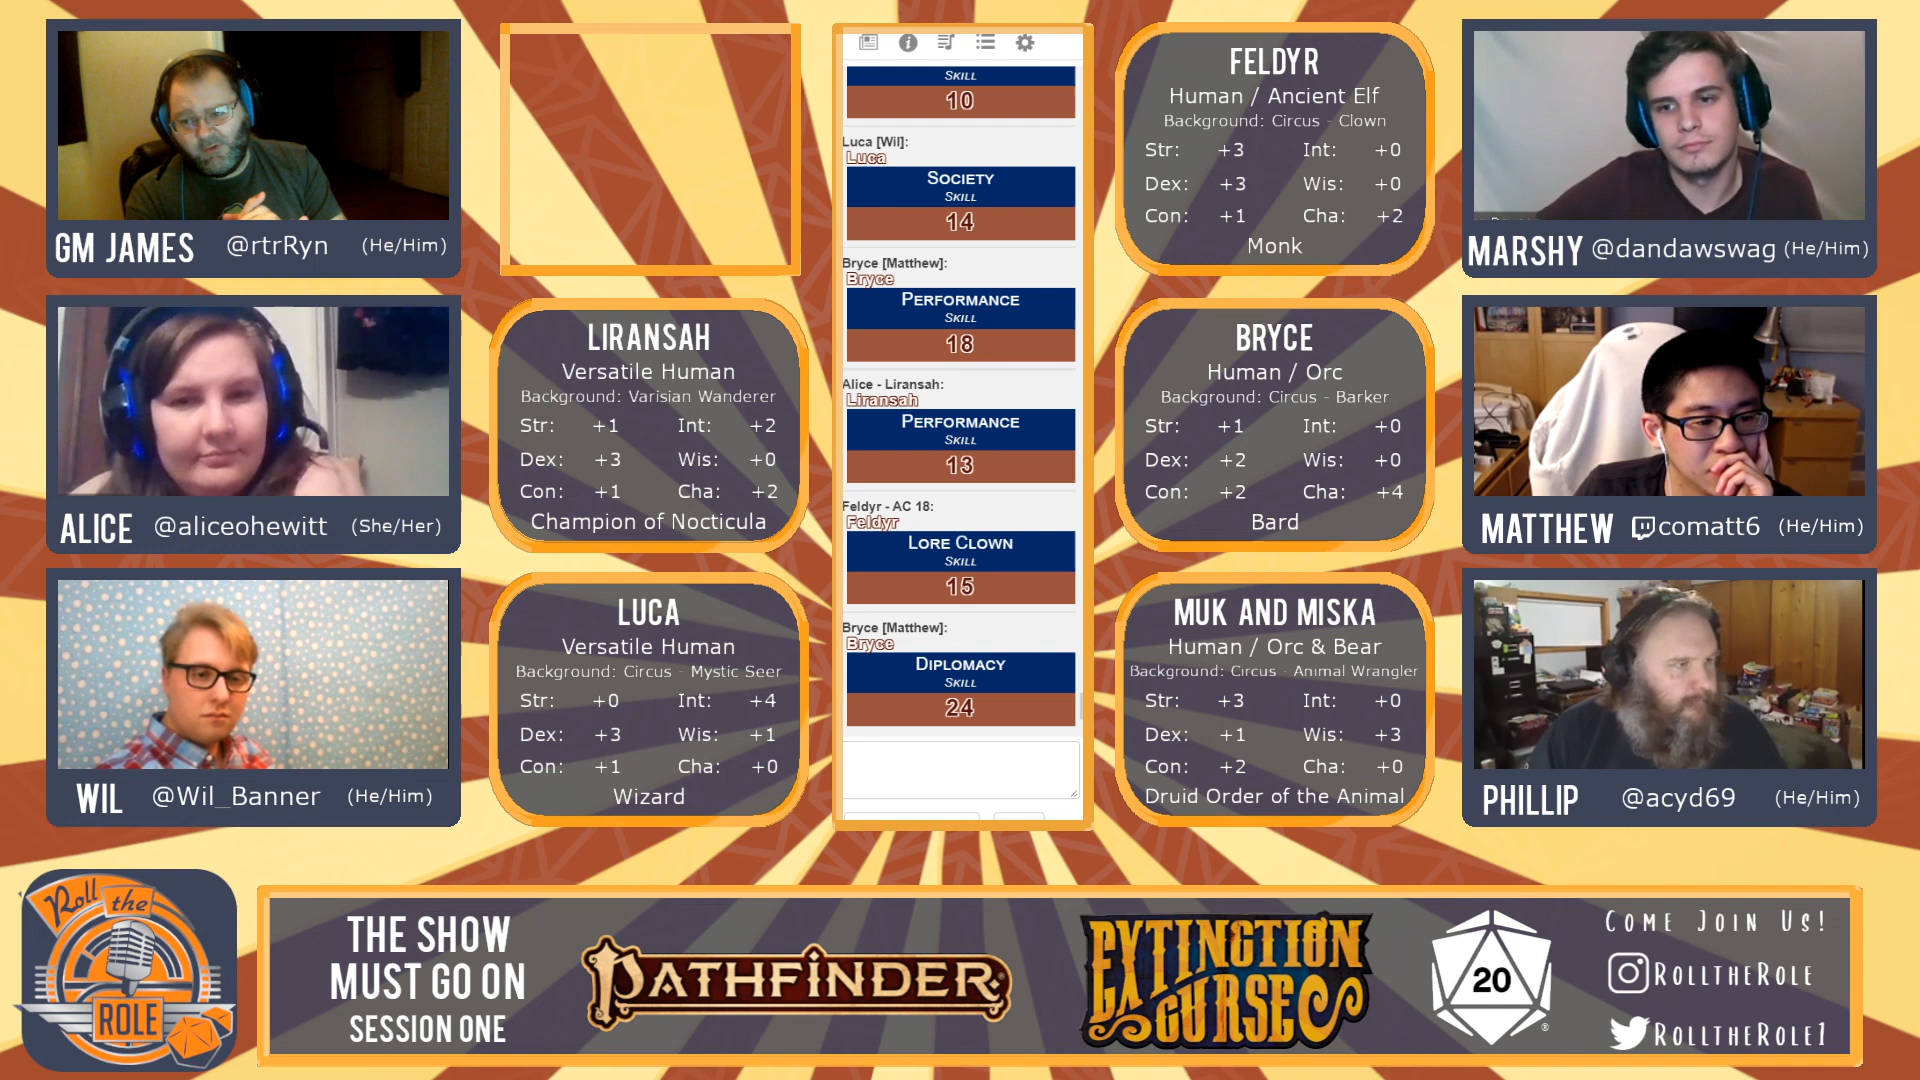 GM JAMES @rtrRyn (He/Him)
ALICE @aliceohewitt (She/Her)
WIL @Wil_Banner (He/Him)
LIRANSAH
Versatile Human
Background: Varisian Wanderer
Str: +1 Int: +2
Dex: +3 Wis: +0
Con: +1 Cha: +2
Champion of Nocticula
LUCA
Versatile Human
Background: Circus - Mystic Seer
Str: +0 Int: +4
Dex: +3 Wis: +1
Con: +1 Cha: +0
Wizard
SKILL
10
Luca [Wil]:
Luca
SOCIETY
SKILL
14
Bryce [Matthew]:
Bryce
PERFORMANCE
SKILL
18
Alice - Liransah:
Liransah
PERFORMANCE
SKILL
13
Feldyr - AC 18:
Feldyr
LORE CLOWN
SKILL
15
Bryce [Matthew]:
Bryce
DIPLOMACY
SKILL
24
FELDYR
Human / Ancient Elf
Background: Circus - Clown
Str: +3 Int: +0
Dex: +3 Wis: +0
Con: +1 Cha: +2
Monk
BRYCE
Human / Orc
Background: Circus - Barker
Str: +1 Int: +0
Dex: +2 Wis: +0
Con: +2 Cha: +4
Bard
MUK AND MISKA
Human / Orc & Bear
Background: Circus - Animal Wrangler
Str: +3 Int: +0
Dex: +1 Wis: +3
Con: +2 Cha: +0
Druid Order of the Animal
MARSHY @dandawswag (He/Him)
MATTHEW comatt6 (He/Him)
PHILLIP @acyd69 (He/Him)
Roll the
ROLE
THE SHOW
MUST GO ON
SESSION ONE
PATHFINDER
EXTINCTION
CURSE
20
COME JOIN US!
ROLLTHEROLE
ROLLTHEROLE1